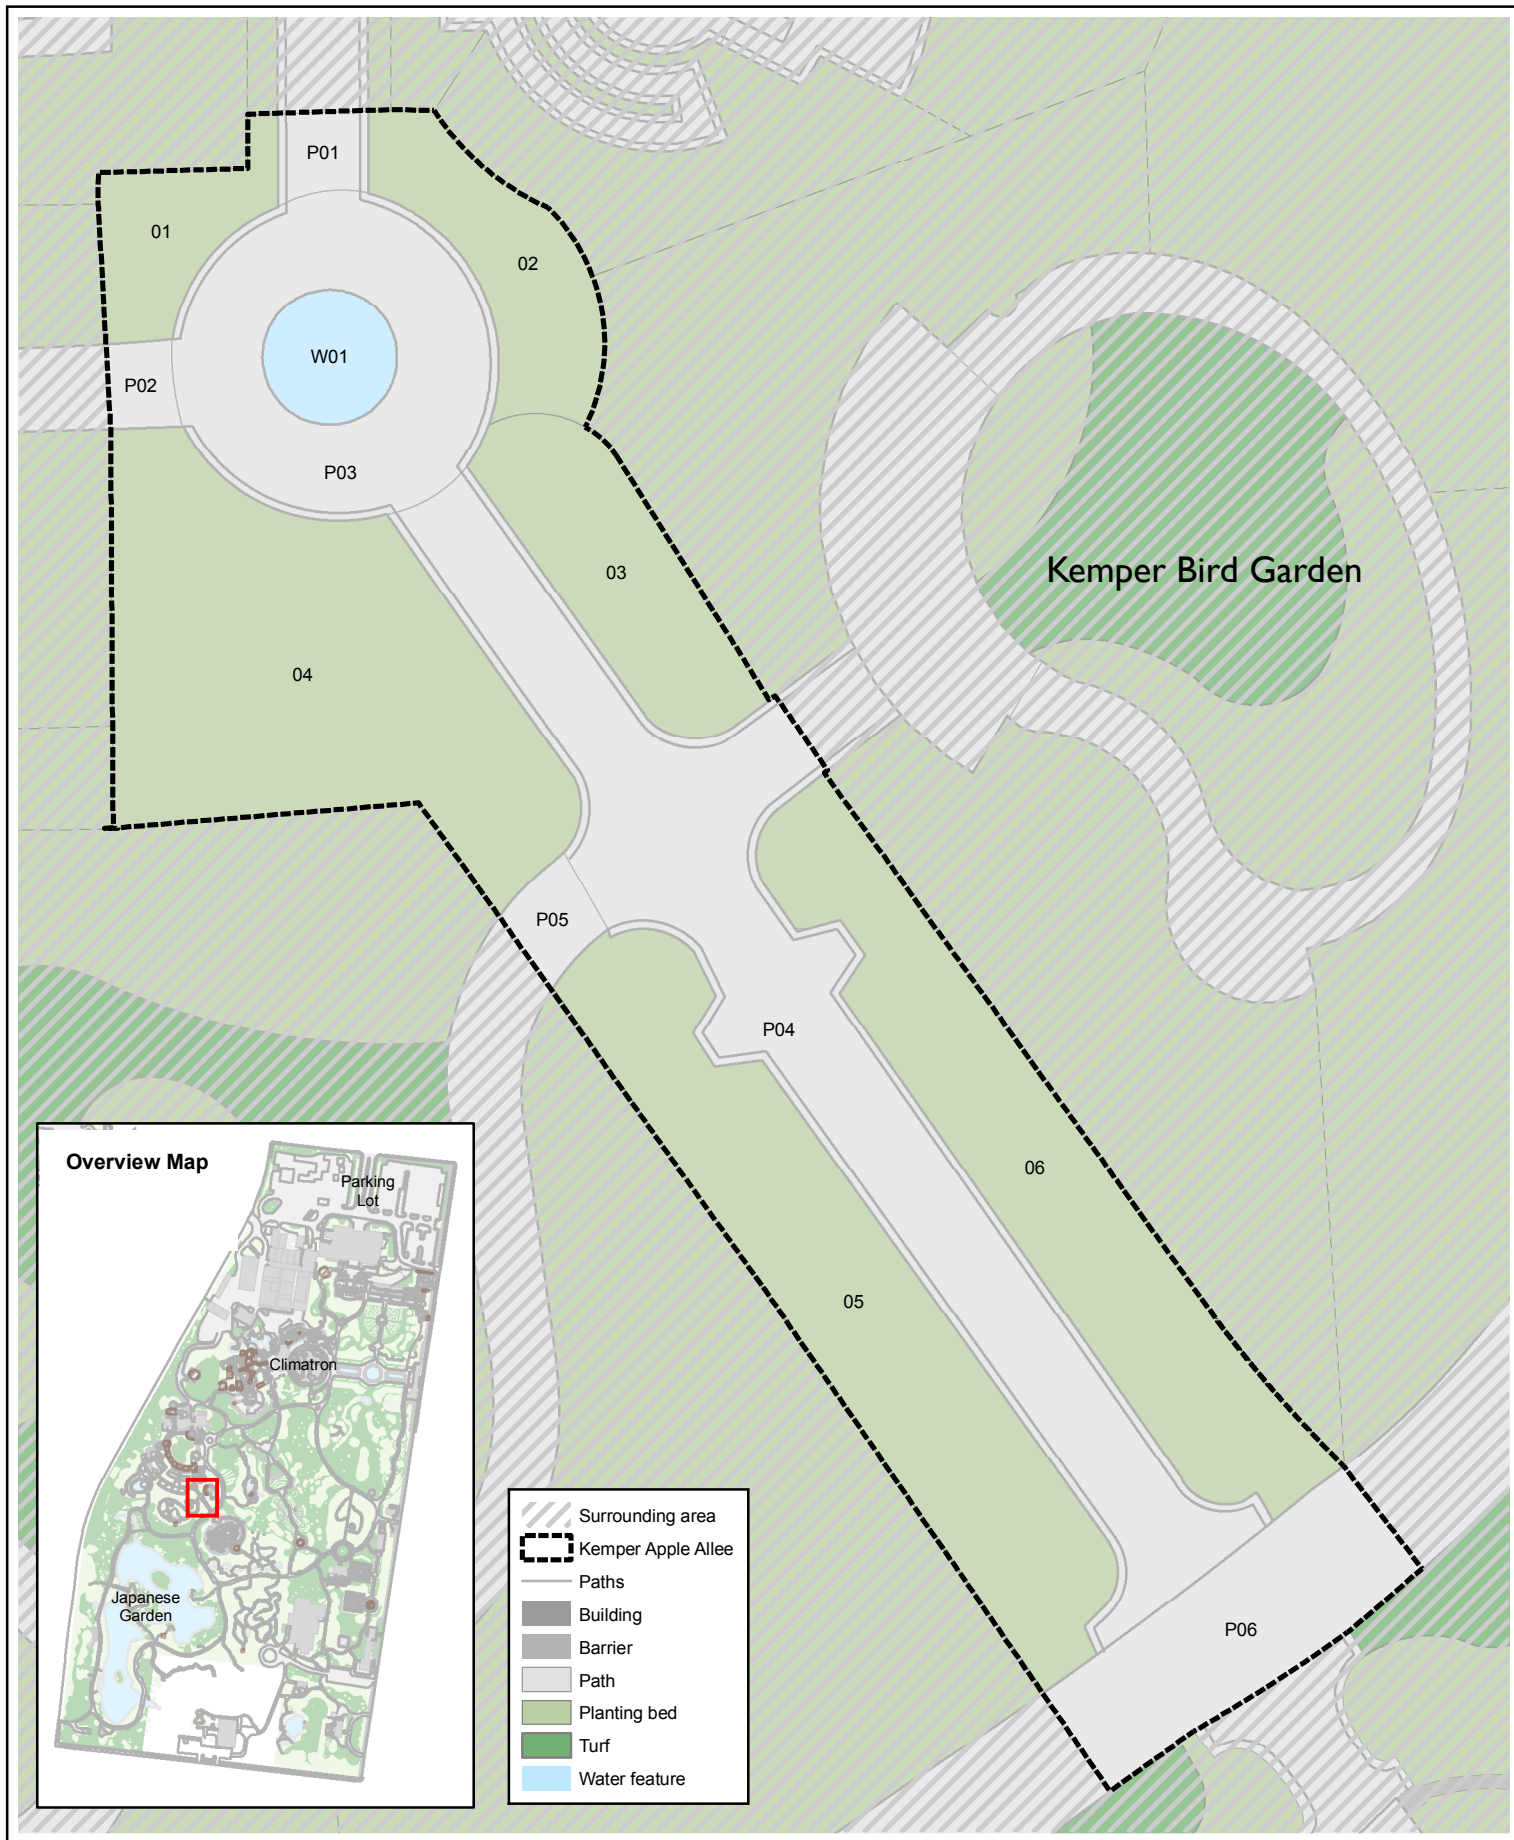 P01
01
02
W01
P02
P03
03
Kemper Bird Garden
04
P05
P04
06
05
P06
Overview Map
Parking
Lot
Climatron
Japanese
Garden
Surrounding area
Kemper Apple Allee
Paths
Building
Barrier
Path
Planting bed
Turf
Water feature